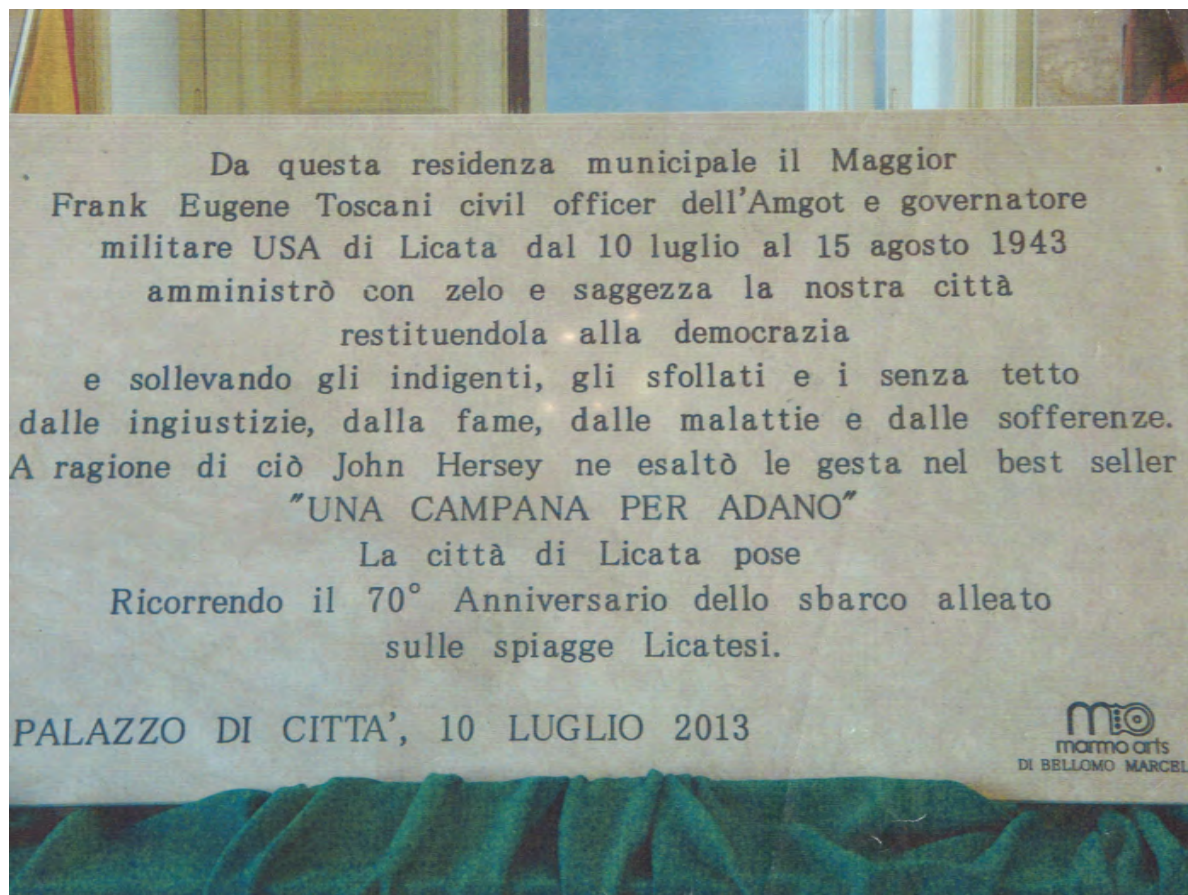 Da questa residenza municipale il Maggior
Frank Eugene Toscani civil officer dell'Amgot e governatore
militare USA di Licata dal 10 luglio al 15 agosto 1943
amministrò con zelo e saggezza la nostra città
restituendola alla democrazia
e sollevando gli indigenti, gli sfollati e i senza tetto
dalle ingiustizie, dalla fame, dalle malattie e dalle sofferenze.
A ragione di ciò John Hersey ne esaltò le gesta nel best seller
"UNA CAMPANA PER ADANO"
La città di Licata pose
Ricorrendo il 70° Anniversario dello sbarco alleato
sulle spiagge Licatesi.
PALAZZO DI CITTA', 10 LUGLIO 2013
marmo arts
DI BELLOMO